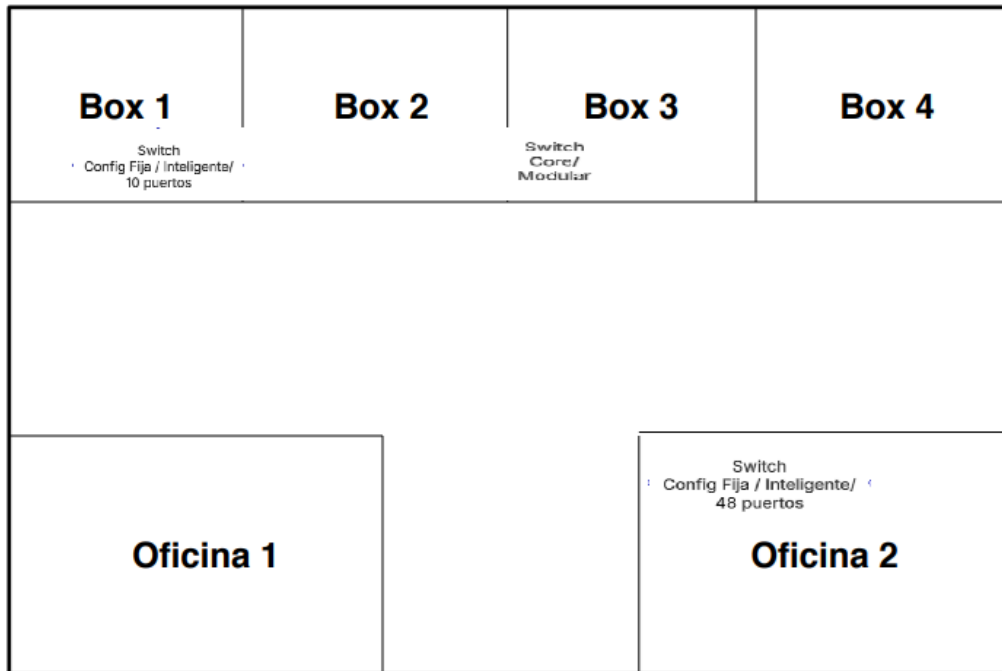 Box 1
Box 2
Box 3
Box 4
Switch
Config Fija / Inteligente/
10 puertos
Switch
Core/
Modular
Switch
Config Fija / Inteligente/
48 puertos
Oficina 1
Oficina 2